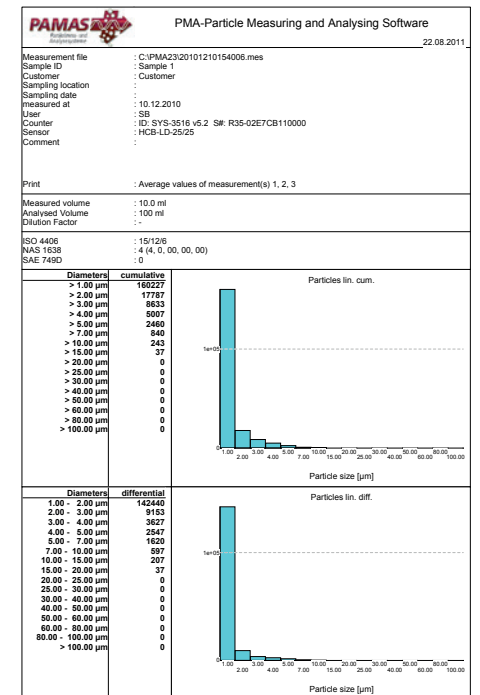 PAMAS
Partikelmess- und
Analysesysteme
PMA-Particle Measuring and Analysing Software
22.08.2011
Measurement file : C:\PMA23\20101210154006.mes
Sample ID : Sample 1
Customer : Customer
Sampling location :
Sampling date :
measured at : 10.12.2010
User : SB
Counter : ID: SYS-3516 v5.2 S#: R35-02E7CB110000
Sensor : HCB-LD-25/25
Comment :
Print : Average values of measurement(s) 1, 2, 3
Measured volume : 10.0 ml
Analysed Volume : 100 ml
Dilution Factor : -
ISO 4406 : 15/12/6
NAS 1638 : 4 (4, 0, 00, 00, 00)
SAE 749D : 0
Diameters cumulative
> 1.00 µm 160227
> 2.00 µm 17787
> 3.00 µm 8633
> 4.00 µm 5007
> 5.00 µm 2460
> 7.00 µm 840
> 10.00 µm 243
> 15.00 µm 37
> 20.00 µm 0
> 25.00 µm 0
> 30.00 µm 0
> 40.00 µm 0
> 50.00 µm 0
> 60.00 µm 0
> 80.00 µm 0
> 100.00 µm 0
Particles lin. cum.
1e+05
0
1.00 3.00 5.00 10.00 20.00 30.00 50.00 80.00
2.00 4.00 7.00 15.00 25.00 40.00 60.00 100.00
Particle size [µm]
Diameters differential
1.00 - 2.00 µm 142440
2.00 - 3.00 µm 9153
3.00 - 4.00 µm 3627
4.00 - 5.00 µm 2547
5.00 - 7.00 µm 1620
7.00 - 10.00 µm 597
10.00 - 15.00 µm 207
15.00 - 20.00 µm 37
20.00 - 25.00 µm 0
25.00 - 30.00 µm 0
30.00 - 40.00 µm 0
40.00 - 50.00 µm 0
50.00 - 60.00 µm 0
60.00 - 80.00 µm 0
80.00 - 100.00 µm 0
> 100.00 µm 0
Particles lin. diff.
1e+05
0
1.00 3.00 5.00 10.00 20.00 30.00 50.00 80.00
2.00 4.00 7.00 15.00 25.00 40.00 60.00 100.00
Particle size [µm]